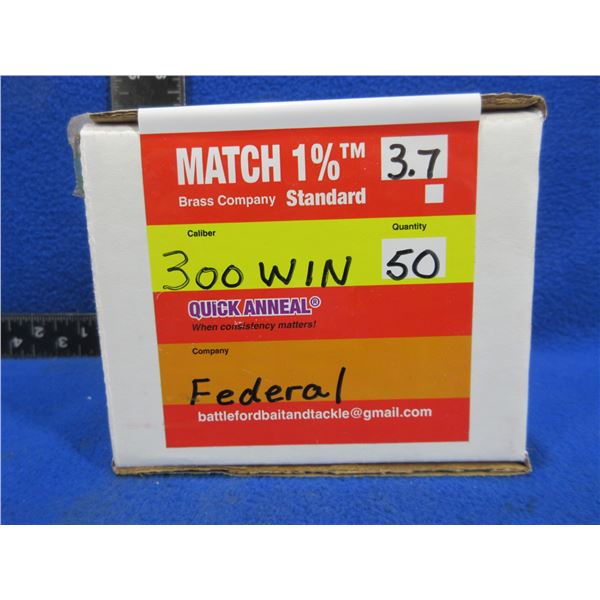 MATCH 1%™ 3.7
Brass Company Standard
Caliber Quantity
300 WIN 50
QUICK ANNEAL®
When consistency matters!
Company
Federal
battlefordbaitandtackle@gmail.com